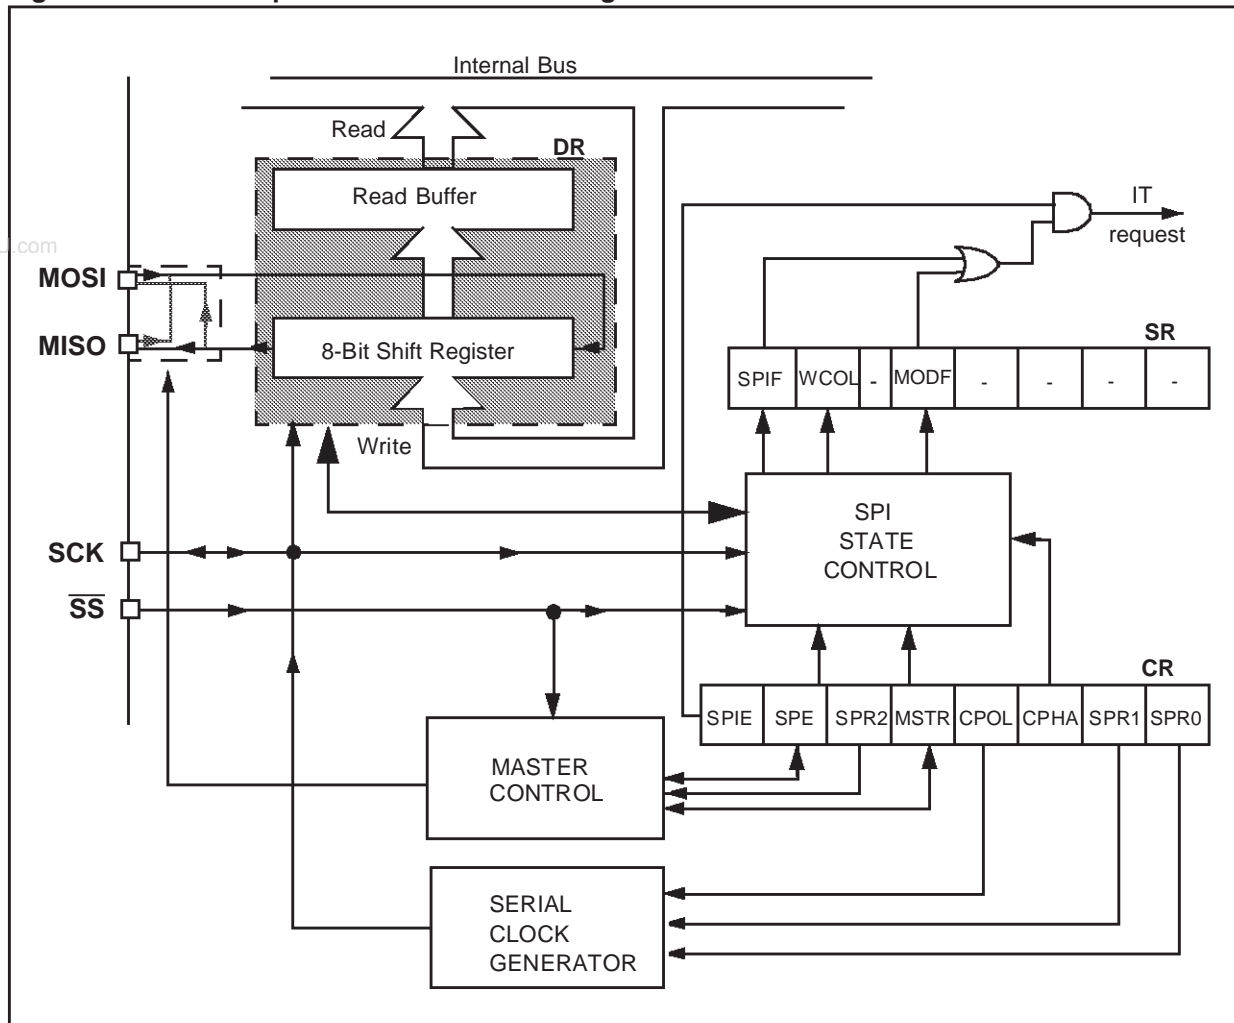 Internal Bus
Read
DR
Read Buffer
IT
request
.com
MOSI
MISO
8-Bit Shift Register
SR
SPIF WCOL - MODF - - - -
Write
SPI
STATE
CONTROL
SCK
SS
CR
SPIE SPE SPR2 MSTR CPOL CPHA SPR1 SPR0
MASTER
CONTROL
SERIAL
CLOCK
GENERATOR